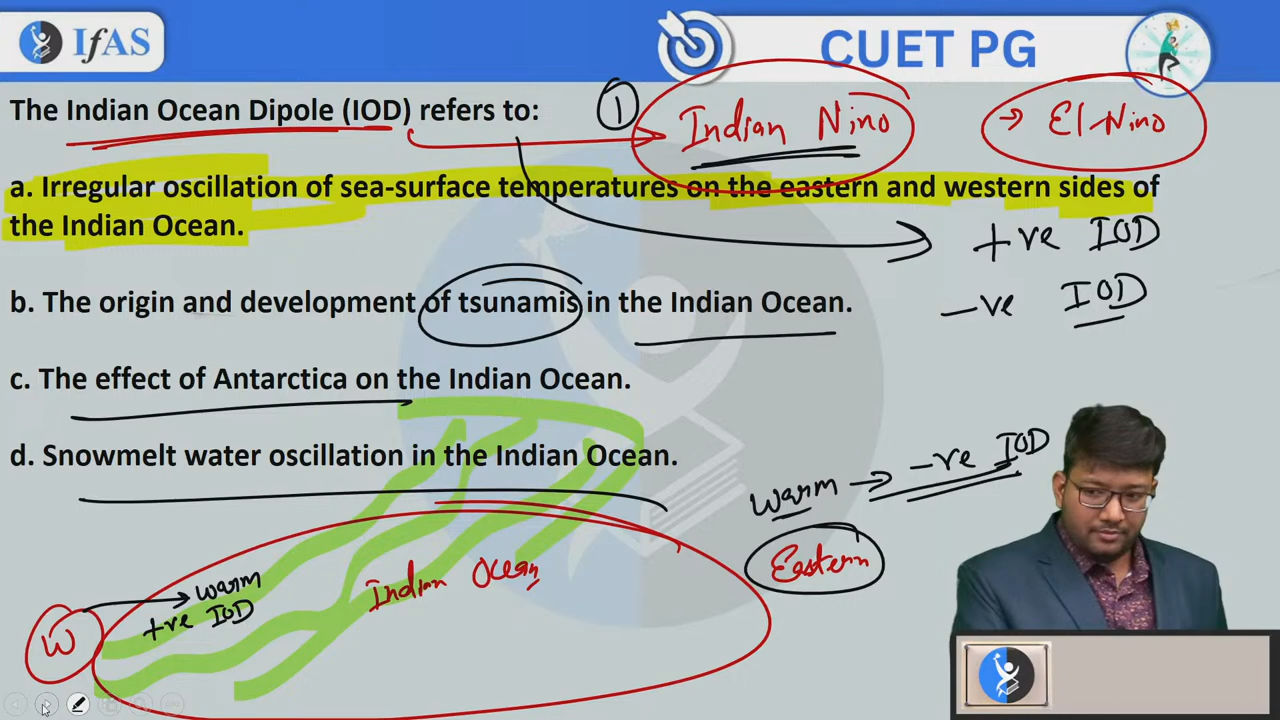 IfAS
CUET PG
The Indian Ocean Dipole (IOD) refers to:
1
Indian Nino
→ El-Nino
a. Irregular oscillation of sea-surface temperatures on the eastern and western sides of
the Indian Ocean.
+ve IOD
b. The origin and development of tsunamis in the Indian Ocean.
-ve IOD
c. The effect of Antarctica on the Indian Ocean.
d. Snowmelt water oscillation in the Indian Ocean.
warm → -ve IOD
Eastern
Indian Ocean
W → warm
+ve IOD